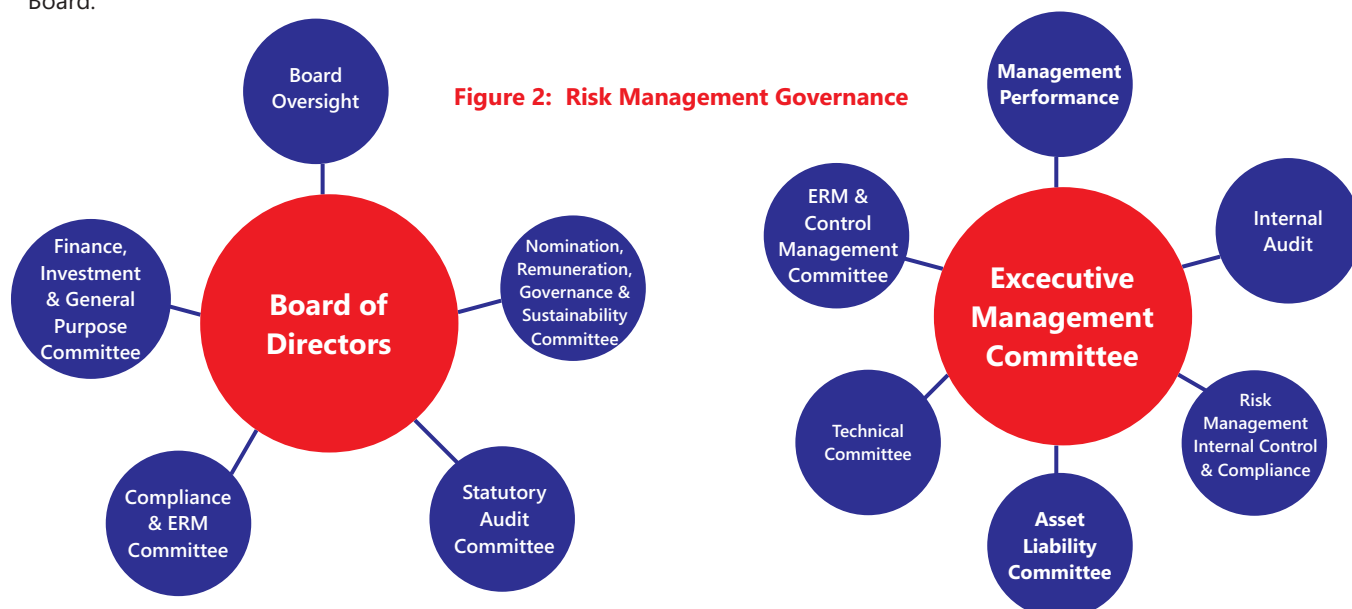 Board.
Figure 2: Risk Management Governance
Board
Oversight
Finance,
Investment
& General
Purpose
Committee
Board of
Directors
Nomination,
Remuneration,
Governance &
Sustainability
Committee
Compliance
& ERM
Committee
Statutory
Audit
Committee
Management
Performance
ERM &
Control
Management
Committee
Internal
Audit
Excecutive
Management
Committee
Technical
Committee
Risk
Management
Internal Control
& Compliance
Asset
Liability
Committee